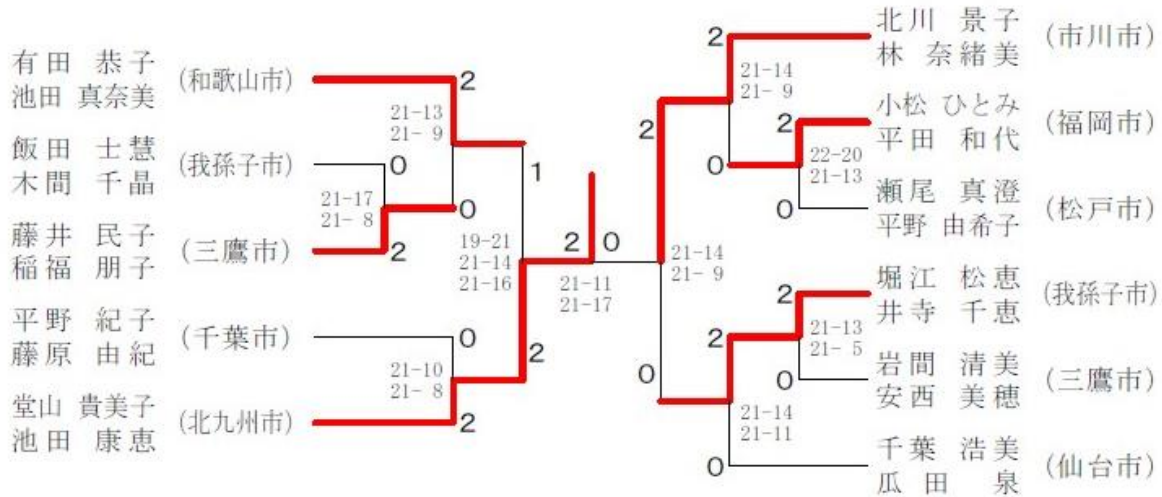 有田 恭子
池田 真奈美
(和歌山市)
2
21-13
21- 9
飯田 士慧
木間 千晶
(我孫子市)
0
21-17
21- 8
0
藤井 民子
稲福 朋子
(三鷹市)
2
1
19-21
21-14
21-16
平野 紀子
藤原 由紀
(千葉市)
0
21-10
21- 8
2
堂山 貴美子
池田 康恵
(北九州市)
2
2
0
21-11
21-17
北川 景子
林 奈緒美
(市川市)
2
21-14
21- 9
小松 ひとみ
平田 和代
(福岡市)
2
2
0
22-20
21-13
瀬尾 真澄
平野 由希子
(松戸市)
0
21-14
21- 9
堀江 松恵
井寺 千恵
(我孫子市)
2
21-13
21- 5
2
0
岩間 清美
安西 美穂
(三鷹市)
0
21-14
21-11
千葉 浩美
瓜田 泉
(仙台市)
0